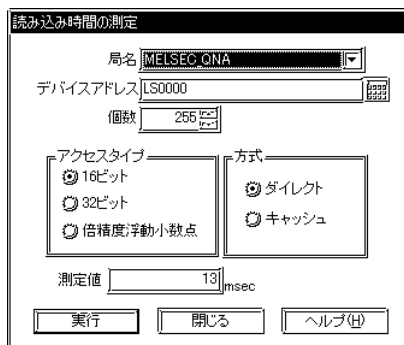 読み込み時間の測定
局名 MELSEC_QNA
デバイスアドレス LS0000
個数 255
アクセスタイプ 方式
16ビット
32ビット
倍精度浮動小数点
ダイレクト
キャッシュ
測定値 13 msec
実行 閉じる ヘルプ(H)